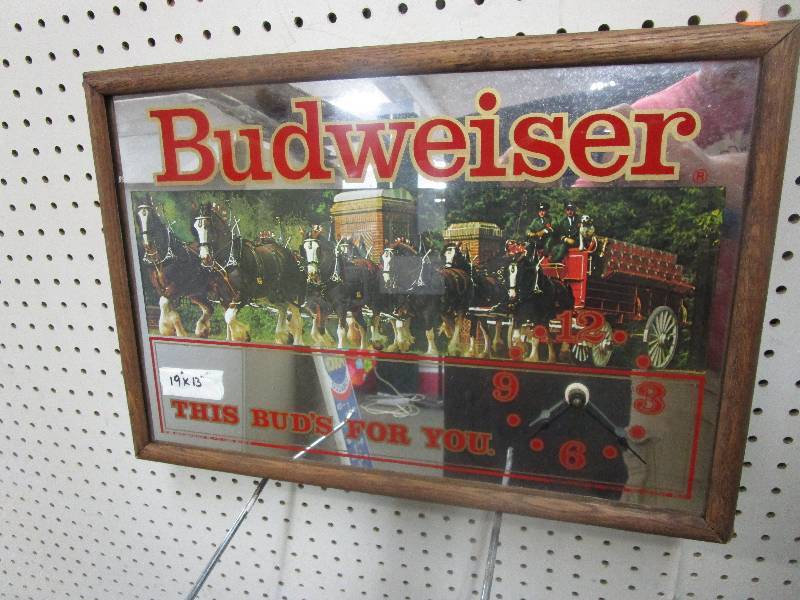 Budweiser
®
12
19"x13"
9
3
THIS BUD'S FOR YOU.
6